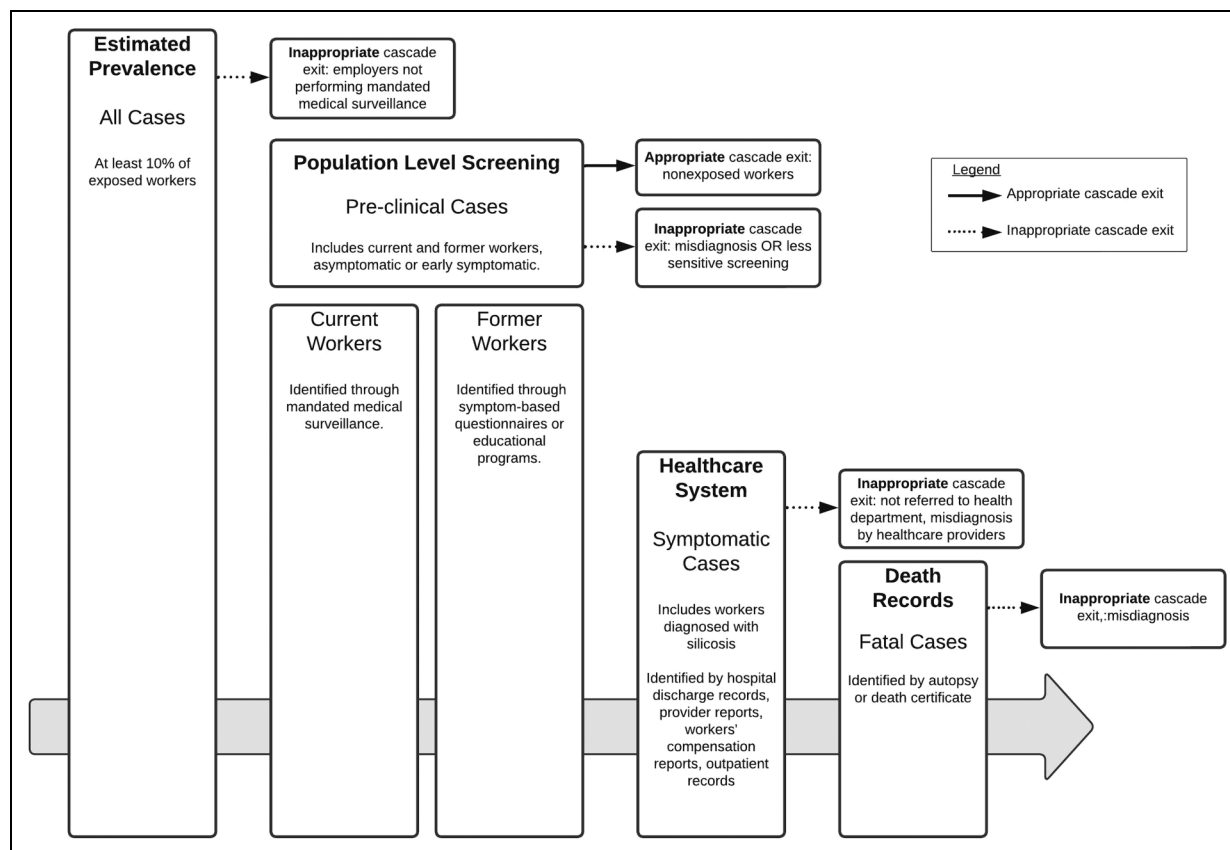 Estimated
Prevalence
All Cases
At least 10% of
exposed workers
Inappropriate cascade
exit: employers not
performing mandated
medical surveillance
Population Level Screening
Pre-clinical Cases
Includes current and former workers,
asymptomatic or early symptomatic.
Appropriate cascade exit:
nonexposed workers
Inappropriate cascade
exit: misdiagnosis OR less
sensitive screening
Legend
Appropriate cascade exit
Inappropriate cascade exit
Current
Workers
Identified through
mandated medical
surveillance.
Former
Workers
Identified through
symptom-based
questionnaires or
educational
programs.
Healthcare
System
Symptomatic
Cases
Includes workers
diagnosed with
silicosis
Identified by hospital
discharge records,
provider reports,
workers'
compensation
reports, outpatient
records
Inappropriate cascade
exit: not referred to health
department, misdiagnosis
by healthcare providers
Death
Records
Fatal Cases
Identified by autopsy
or death certificate
Inappropriate cascade
exit,:misdiagnosis